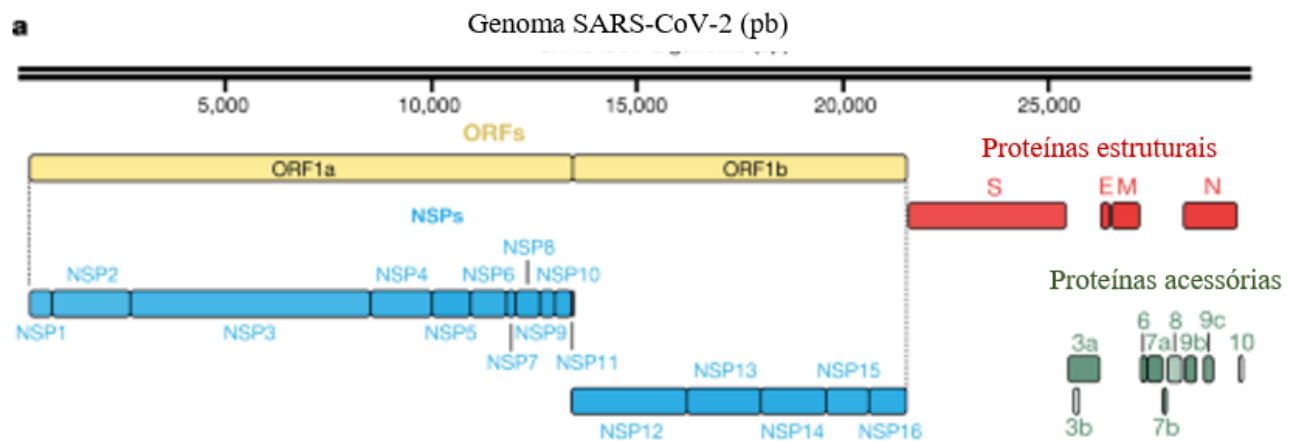 a
Genoma SARS-CoV-2 (pb)
5,000 10,000 15,000 20,000 25,000
ORFs
ORF1a ORF1b
Proteínas estruturais
S E M N
NSPs
NSP8
NSP2 NSP4 NSP6 NSP10
NSP1 NSP3 NSP5 NSP9
NSP7 NSP11
NSP13 NSP15
NSP12 NSP14 NSP16
Proteínas acessórias
6 8 9c
3a 7a 9b 10
3b 7b